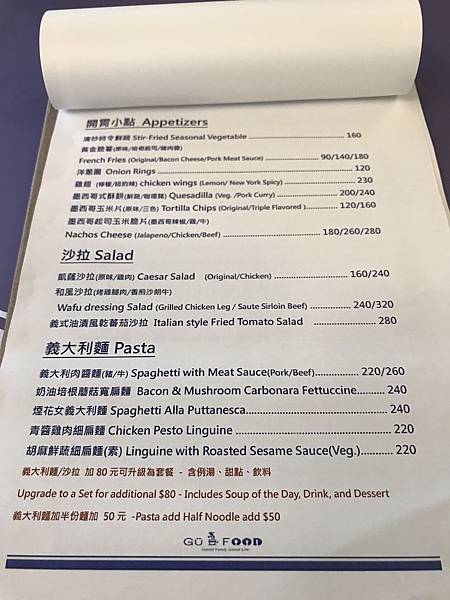 開胃小點 Appetizers
清炒時令鮮蔬 Stir-Fried Seasonal Vegetable 160
黃金脆薯(原味/培根起司/豬肉醬)
French Fries (Original/Bacon Cheese/Pork Meat Sauce) 90/140/180
洋蔥圈 Onion Rings 120
雞翅 (檸檬/紐約辣) chicken wings (Lemon/ New York Spicy) 230
墨西哥式酥餅(鮮蔬/咖哩豬) Quesadilla (Veg. /Pork Curry) 200/240
墨西哥玉米片(原味/三色) Tortilla Chips (Original/Triple Flavored ) 120/160
墨西哥起司玉米脆片(墨西哥辣椒/雞/牛)
Nachos Cheese (Jalapeno/Chicken/Beef) 180/260/280
沙拉 Salad
凱薩沙拉(原味/雞肉) Caesar Salad (Original/Chicken) 160/240
和風沙拉(烤雞腿肉/香煎沙朗牛)
Wafu dressing Salad (Grilled Chicken Leg / Saute Sirloin Beef) 240/320
義式油漬風乾蕃茄沙拉 Italian style Fried Tomato Salad 280
義大利麵 Pasta
義大利肉醬麵(豬/牛) Spaghetti with Meat Sauce(Pork/Beef) 220/260
奶油培根蘑菇寬扁麵 Bacon & Mushroom Carbonara Fettuccine 240
煙花女義大利麵 Spaghetti Alla Puttanesca 240
青醬雞肉細扁麵 Chicken Pesto Linguine 220
胡麻鮮蔬細扁麵(素) Linguine with Roasted Sesame Sauce(Veg.) 220
義大利麵/沙拉 加 80 元可升級為套餐 - 含例湯、甜點、飲料
Upgrade to a Set for additional $80 - Includes Soup of the Day, Drink, and Dessert
義大利麵加半份麵加 50 元 -Pasta add Half Noodle add $50
GŪ FOOD
Good Food, Good Life